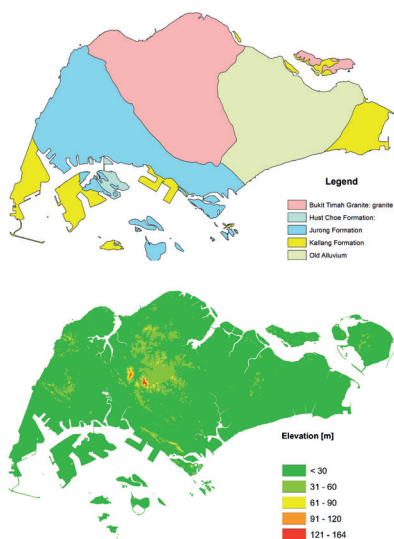 Legend
Bukit Timah Granite: granite
Hust Choe Formation:
Jurong Formation
Kallang Formation
Old Alluvium
Elevation [m]
< 30
31 - 60
61 - 90
91 - 120
121 - 164